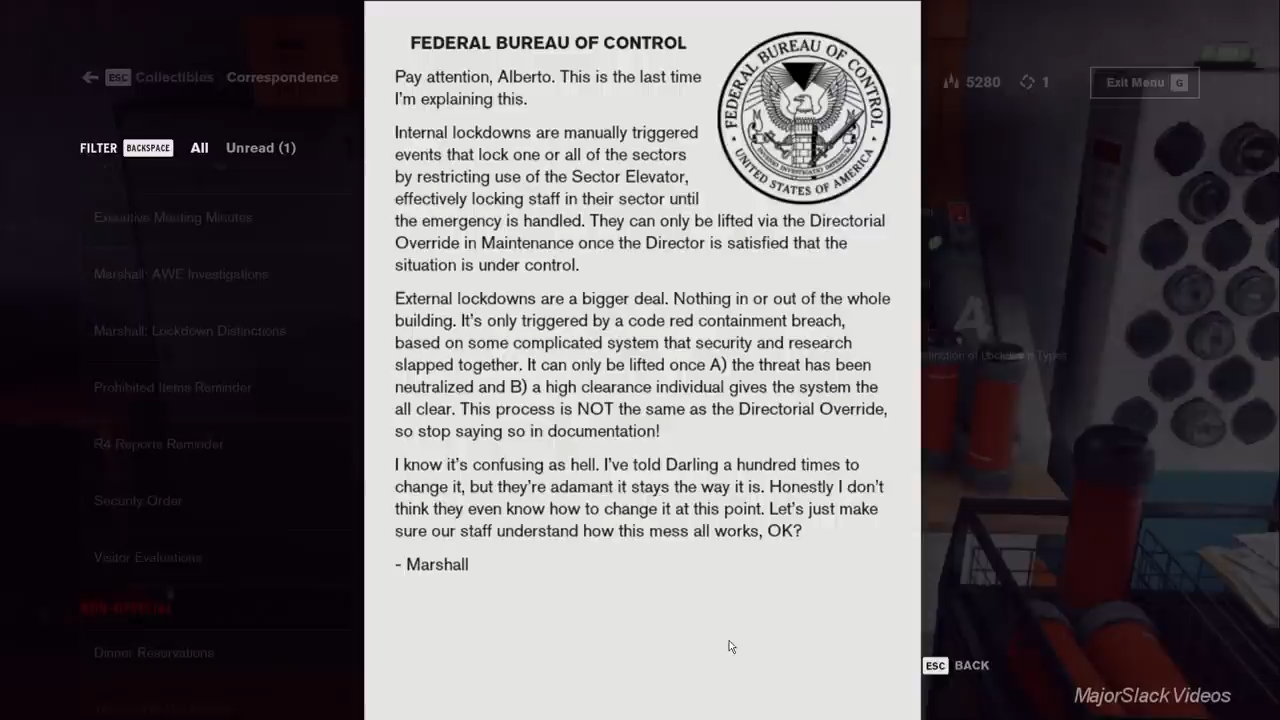 FEDERAL BUREAU OF CONTROL
Pay attention, Alberto. This is the last time
I'm explaining this.
Internal lockdowns are manually triggered
events that lock one or all of the sectors
by restricting use of the Sector Elevator,
effectively locking staff in their sector until
the emergency is handled. They can only be lifted via the Directorial
Override in Maintenance once the Director is satisfied that the
situation is under control.
External lockdowns are a bigger deal. Nothing in or out of the whole
building. It's only triggered by a code red containment breach,
based on some complicated system that security and research
slapped together. It can only be lifted once A) the threat has been
neutralized and B) a high clearance individual gives the system the
all clear. This process is NOT the same as the Directorial Override,
so stop saying so in documentation!
I know it's confusing as hell. I've told Darling a hundred times to
change it, but they're adamant it stays the way it is. Honestly I don't
think they even know how to change it at this point. Let's just make
sure our staff understand how this mess all works, OK?
- Marshall
FEDERAL BUREAU OF CONTROL
UNITED STATES OF AMERICA
ESC Collectibles Correspondence
FILTER BACKSPACE All Unread (1)
Executive Meeting Minutes
Marshall: AWE Investigations
Marshall: Lockdown Distinctions
Prohibited Items Reminder
R4 Reports Reminder
Security Order
Visitor Evaluations
Dinner Reservations
5280 1
Exit Menu G
ESC BACK
MajorSlack Videos